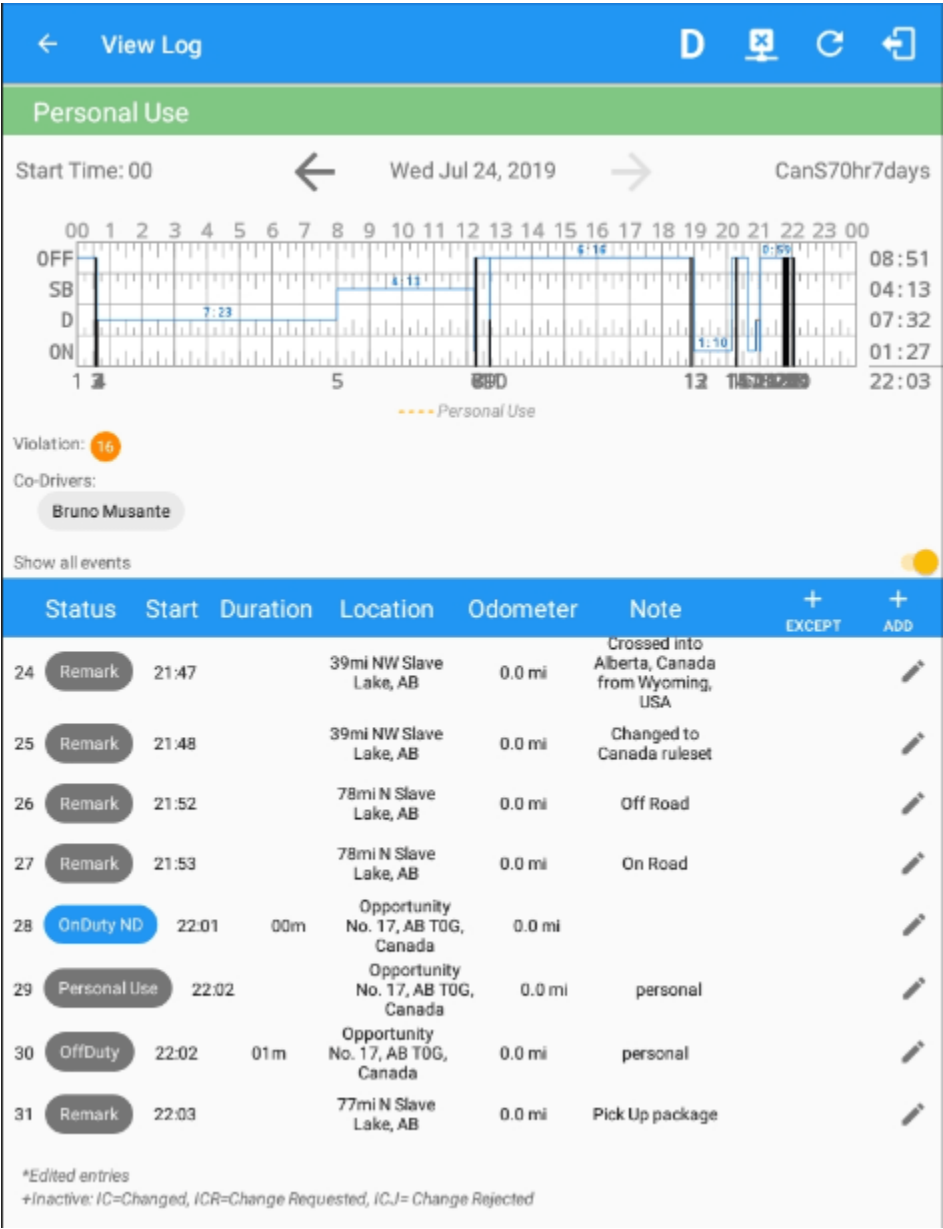 View Log
D
Personal Use
Start Time: 00
Wed Jul 24, 2019
CanS70hr7days
00 1 2 3 4 5 6 7 8 9 10 11 12 13 14 15 16 17 18 19 20 21 22 23 00
OFF 6:16 0:59 08:51
SB 4:13 04:13
D 7:23 07:32
ON 1:10 01:27
1 5 22:03
Personal Use
Violation: 16
Co-Drivers:
Bruno Musante
Show all events
Status Start Duration Location Odometer Note + EXCEPT + ADD
Crossed into
24 Remark 21:47 39mi NW Slave 0.0 mi Alberta, Canada
Lake, AB from Wyoming,
USA
25 Remark 21:48 39mi NW Slave 0.0 mi Changed to
Lake, AB Canada ruleset
26 Remark 21:52 78mi N Slave 0.0 mi Off Road
Lake, AB
27 Remark 21:53 78mi N Slave 0.0 mi On Road
Lake, AB
28 OnDuty ND 22:01 00m Opportunity 0.0 mi
No. 17, AB T0G,
Canada
29 Personal Use 22:02 Opportunity 0.0 mi personal
No. 17, AB T0G,
Canada
30 OffDuty 22:02 01m Opportunity 0.0 mi personal
No. 17, AB T0G,
Canada
31 Remark 22:03 77mi N Slave 0.0 mi Pick Up package
Lake, AB
*Edited entries
+Inactive: IC=Changed, ICR=Change Requested, ICJ= Change Rejected